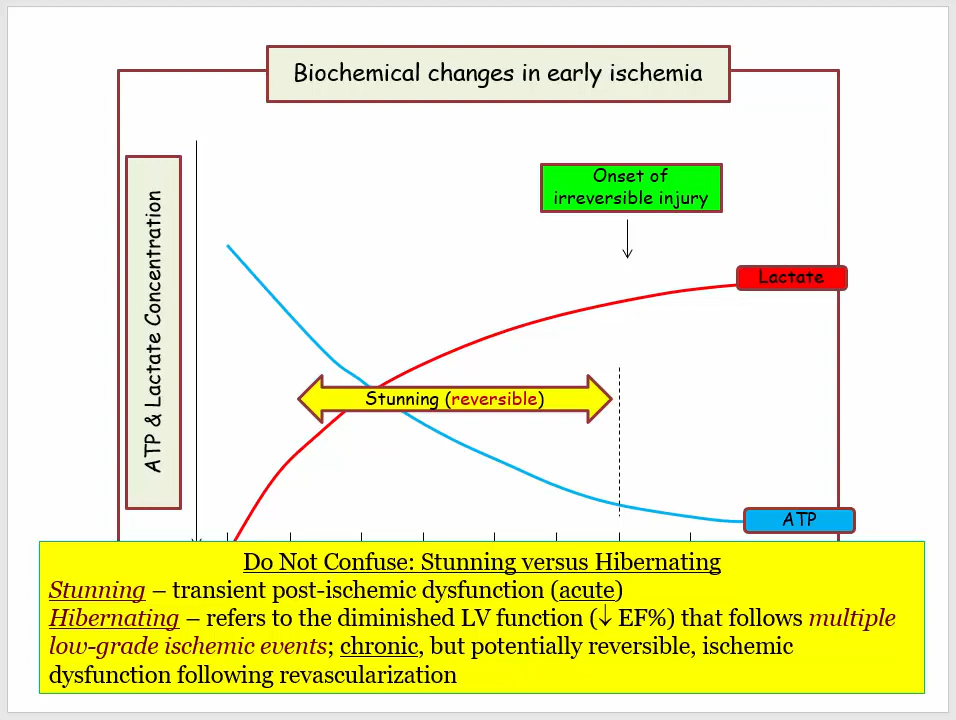 Biochemical changes in early ischemia
ATP & Lactate Concentration
Onset of
irreversible injury
Lactate
Stunning (reversible)
ATP
Do Not Confuse: Stunning versus Hibernating
Stunning – transient post-ischemic dysfunction (acute)
Hibernating – refers to the diminished LV function (↓ EF%) that follows multiple
low-grade ischemic events; chronic, but potentially reversible, ischemic
dysfunction following revascularization